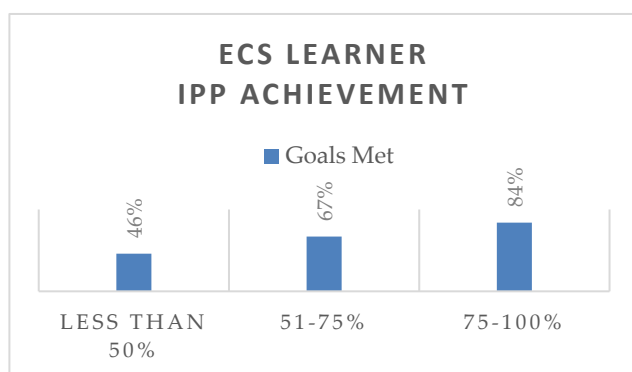 ECS LEARNER
IPP ACHIEVEMENT
Goals Met
46%
67%
84%
LESS THAN
50%
51-75%
75-100%